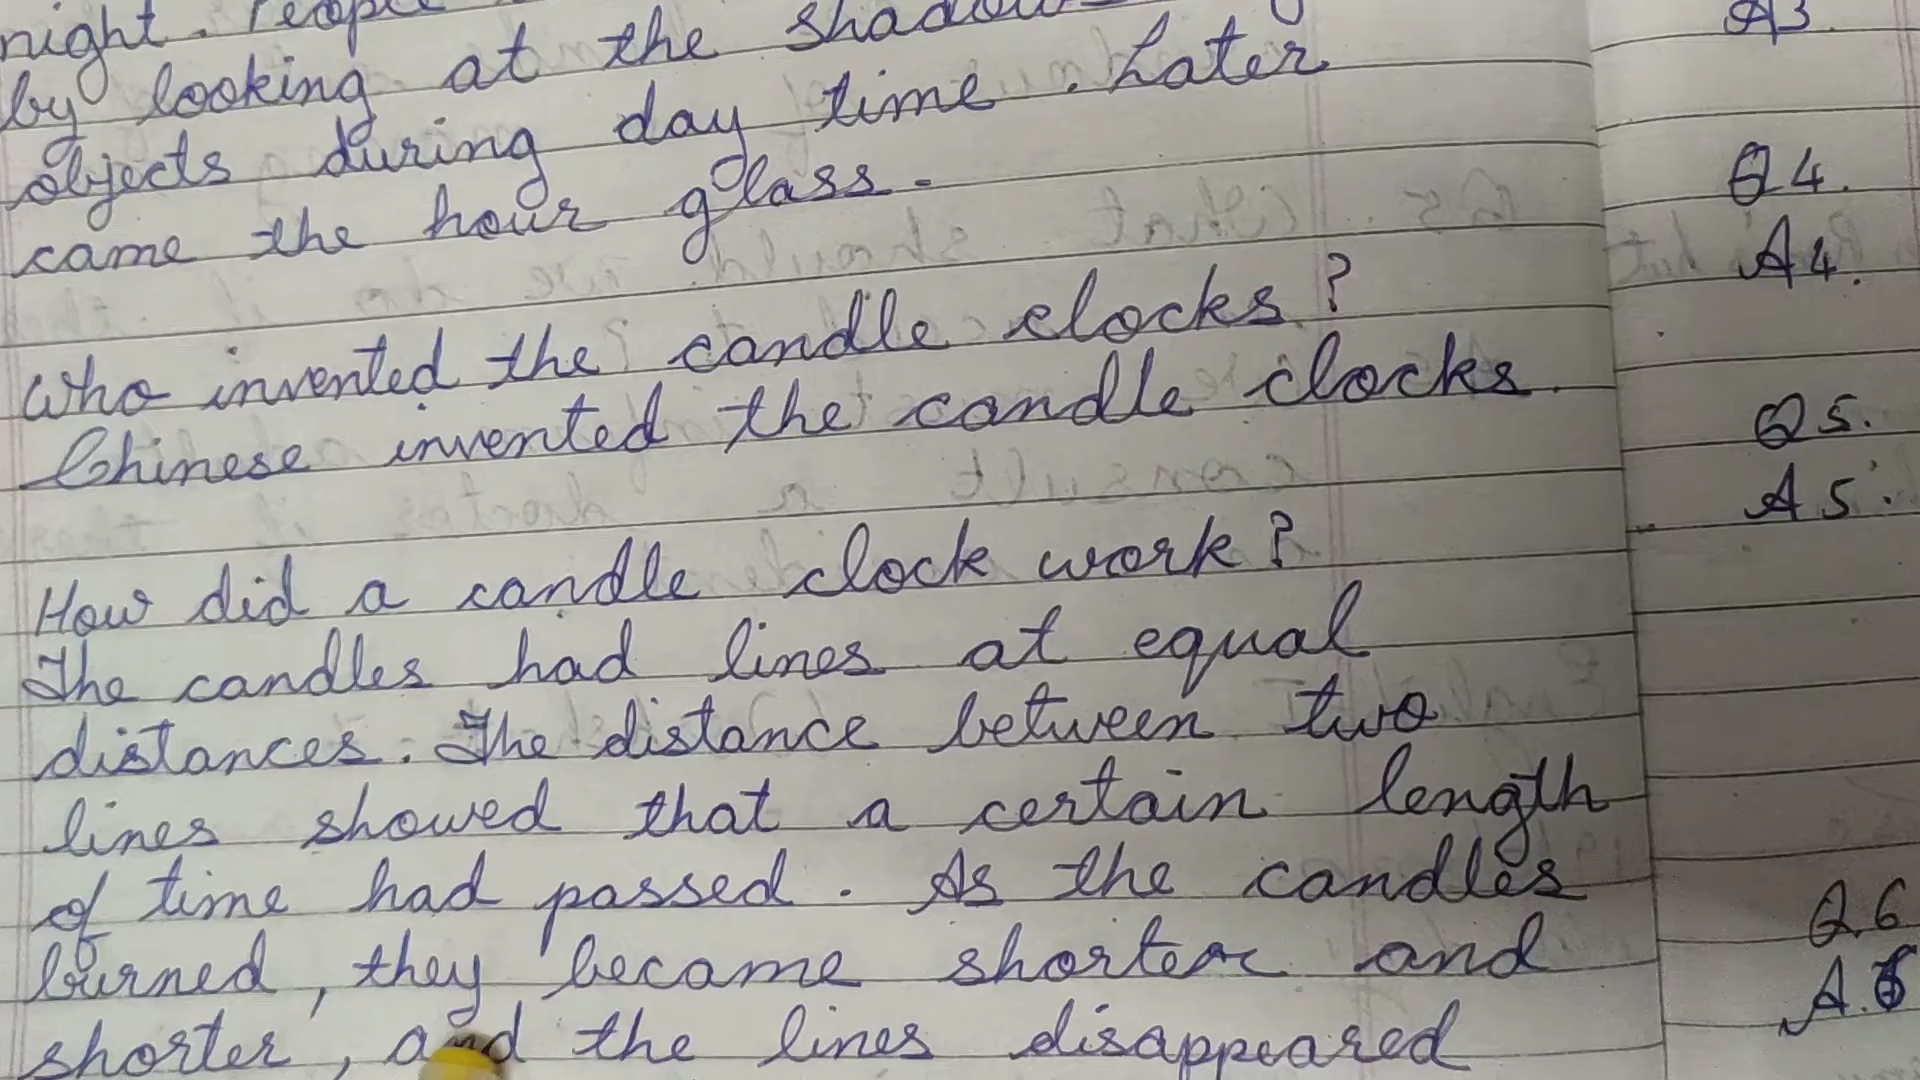 night. People
by looking at the shadow
objects during day time. Later
came the hour glass.
Who invented the candle clocks?
Chinese invented the candle clocks.
How did a candle clock work?
The candles had lines at equal
distances. The distance between two
lines showed that a certain length
of time had passed. As the candles
burned, they became shorter and
shorter, and the lines disappeared
A3.
Q4.
A4.
Q5.
A5.
Q.6
A.6